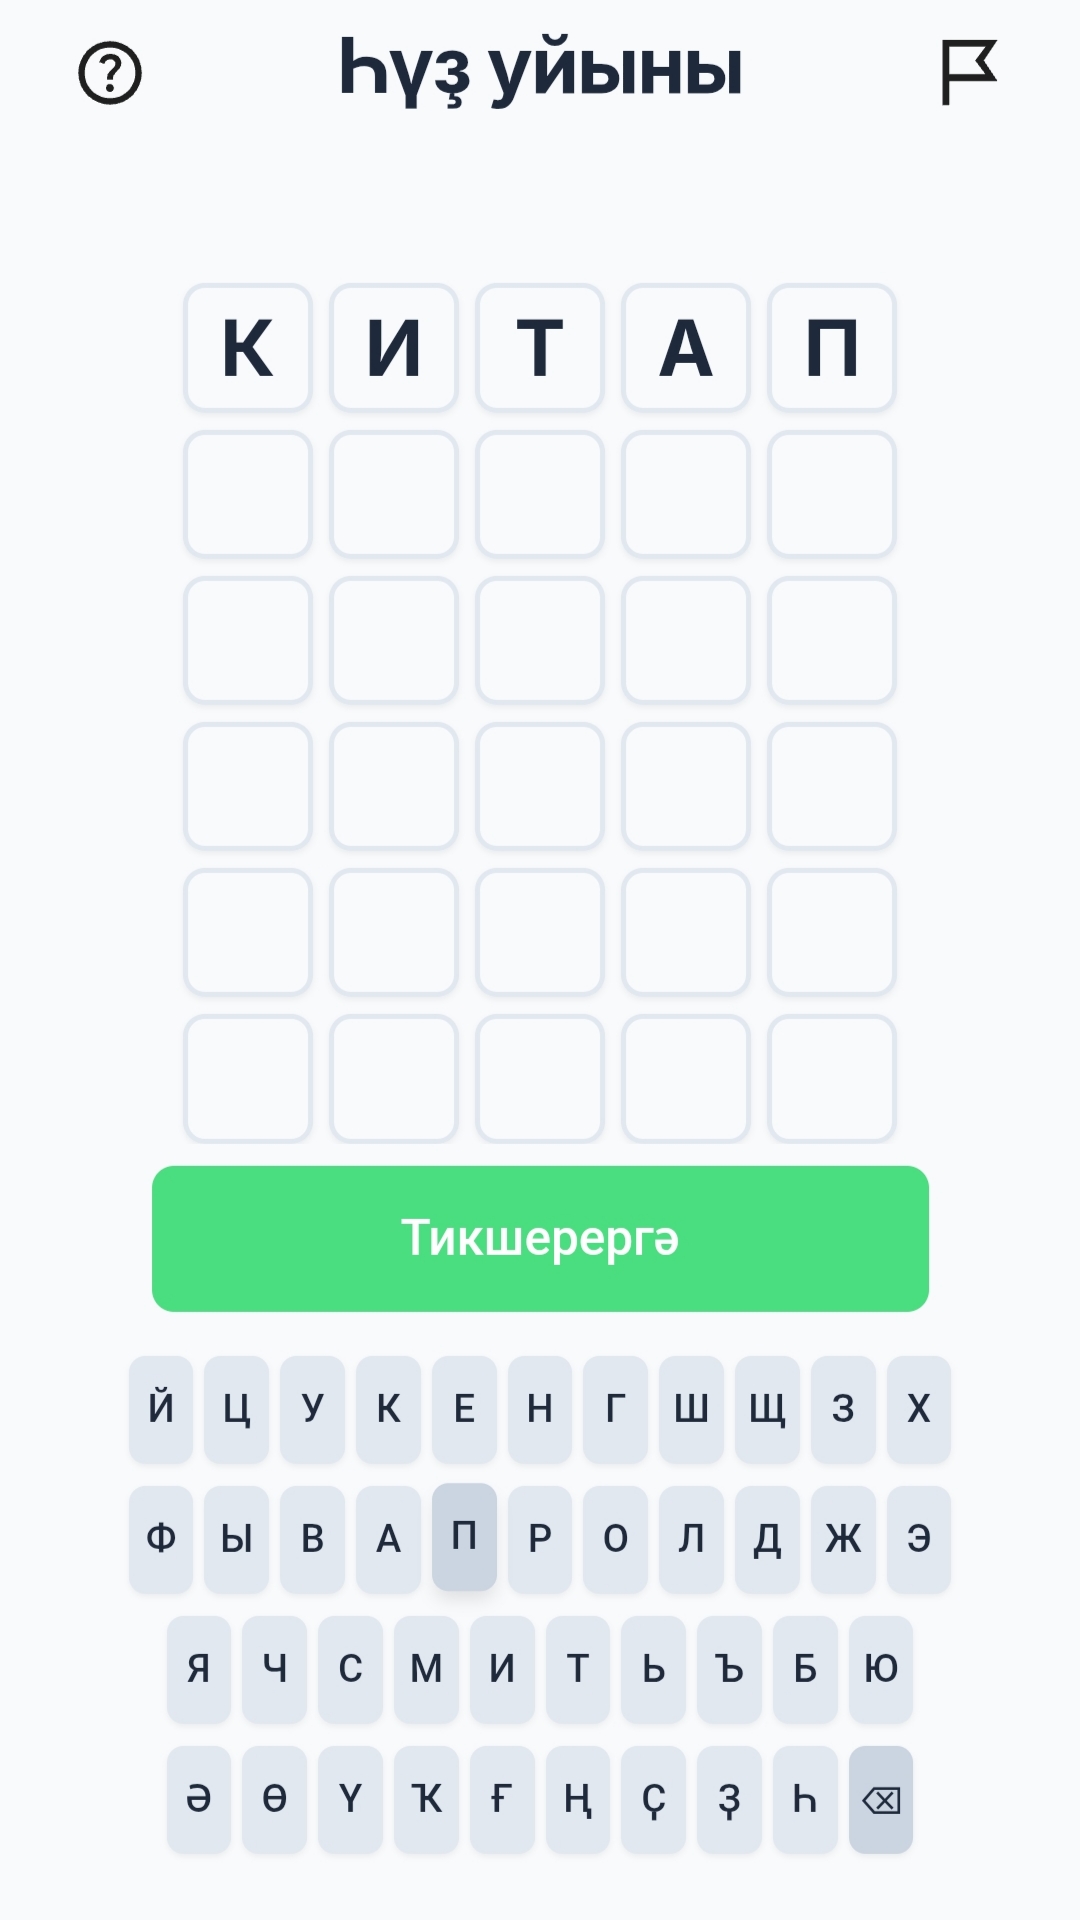 Һүҙ уйыны
К И Т А П
Тикшерергә
Й Ц У К Е Н Г Ш Щ З Х
Ф Ы В А П Р О Л Д Ж Э
Я Ч С М И Т Ь Ъ Б Ю
Ә Ө Ү Ҡ Ғ Ң Ҫ Ҙ Һ